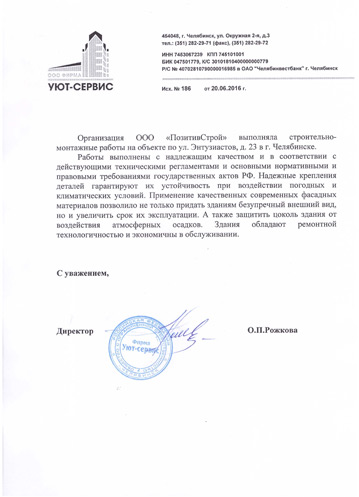 ООО ФИРМА
УЮТ-СЕРВИС
454048, г. Челябинск, ул. Окружная 2-я, д.3
тел.: (351) 282-29-71 (факс), (351) 282-29-72
ИНН 7453067239 КПП 745101001
БИК 047501779, К/С 30101810400000000779
Р/С № 40702810790000016985 в ОАО "Челябинвестбанк" г. Челябинск
Исх. № 186 от 20.06.2016 г.
Организация ООО «ПозитивСтрой» выполняла строительно-
монтажные работы на объекте по ул. Энтузиастов, д. 23 в г. Челябинске.
Работы выполнены с надлежащим качеством и в соответствии с
действующими техническими регламентами и основными нормативными и
правовыми требованиями государственных актов РФ. Надежные крепления
деталей гарантируют их устойчивость при воздействии погодных и
климатических условий. Применение качественных современных фасадных
материалов позволило не только придать зданиям безупречный внешний вид,
но и увеличить срок их эксплуатации. А также защитить цоколь здания от
воздействия атмосферных осадков. Здания обладают ремонтной
технологичностью и экономичны в обслуживании.
С уважением,
Директор О.П.Рожкова
Фирма
Уют-сервис